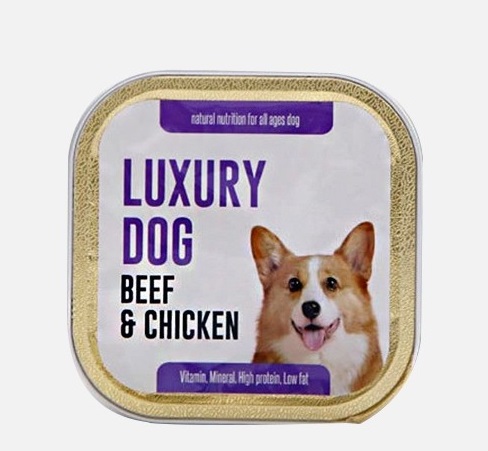 natural nutrition for all ages dog
LUXURY
DOG
BEEF
& CHICKEN
Vitamin, Mineral, High protein, Low fat